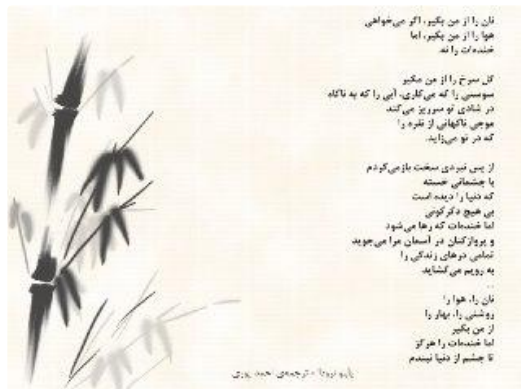 نان را از من بگیر، اگر می‌خواهی
هوا را از من بگیر، اما
خنده‌ات را نه.
گل سرخ را از من مگیر
سوسنی را که می‌کاری، آبی را که به ناگاه
در شادی تو سرریز می‌کند
موجی ناگهانی از نقره را
که در تو می‌زاید.
از پس نبردی سخت بازمی‌گردم
با چشمانی خسته
که دنیا را دیده است
بی هیچ دگرگونی
اما خنده‌ات که رها می‌شود
و پروازکنان در آسمان مرا می‌جوید
تمامی درهای زندگی را
به رویم می‌گشاید
..
نان را، هوا را
روشنی را، بهار را
از من بگیر
اما خنده‌ات را هرگز
تا چشم از دنیا نبندم
پابلو نرودا - ترجمه‌ی احمد پوری